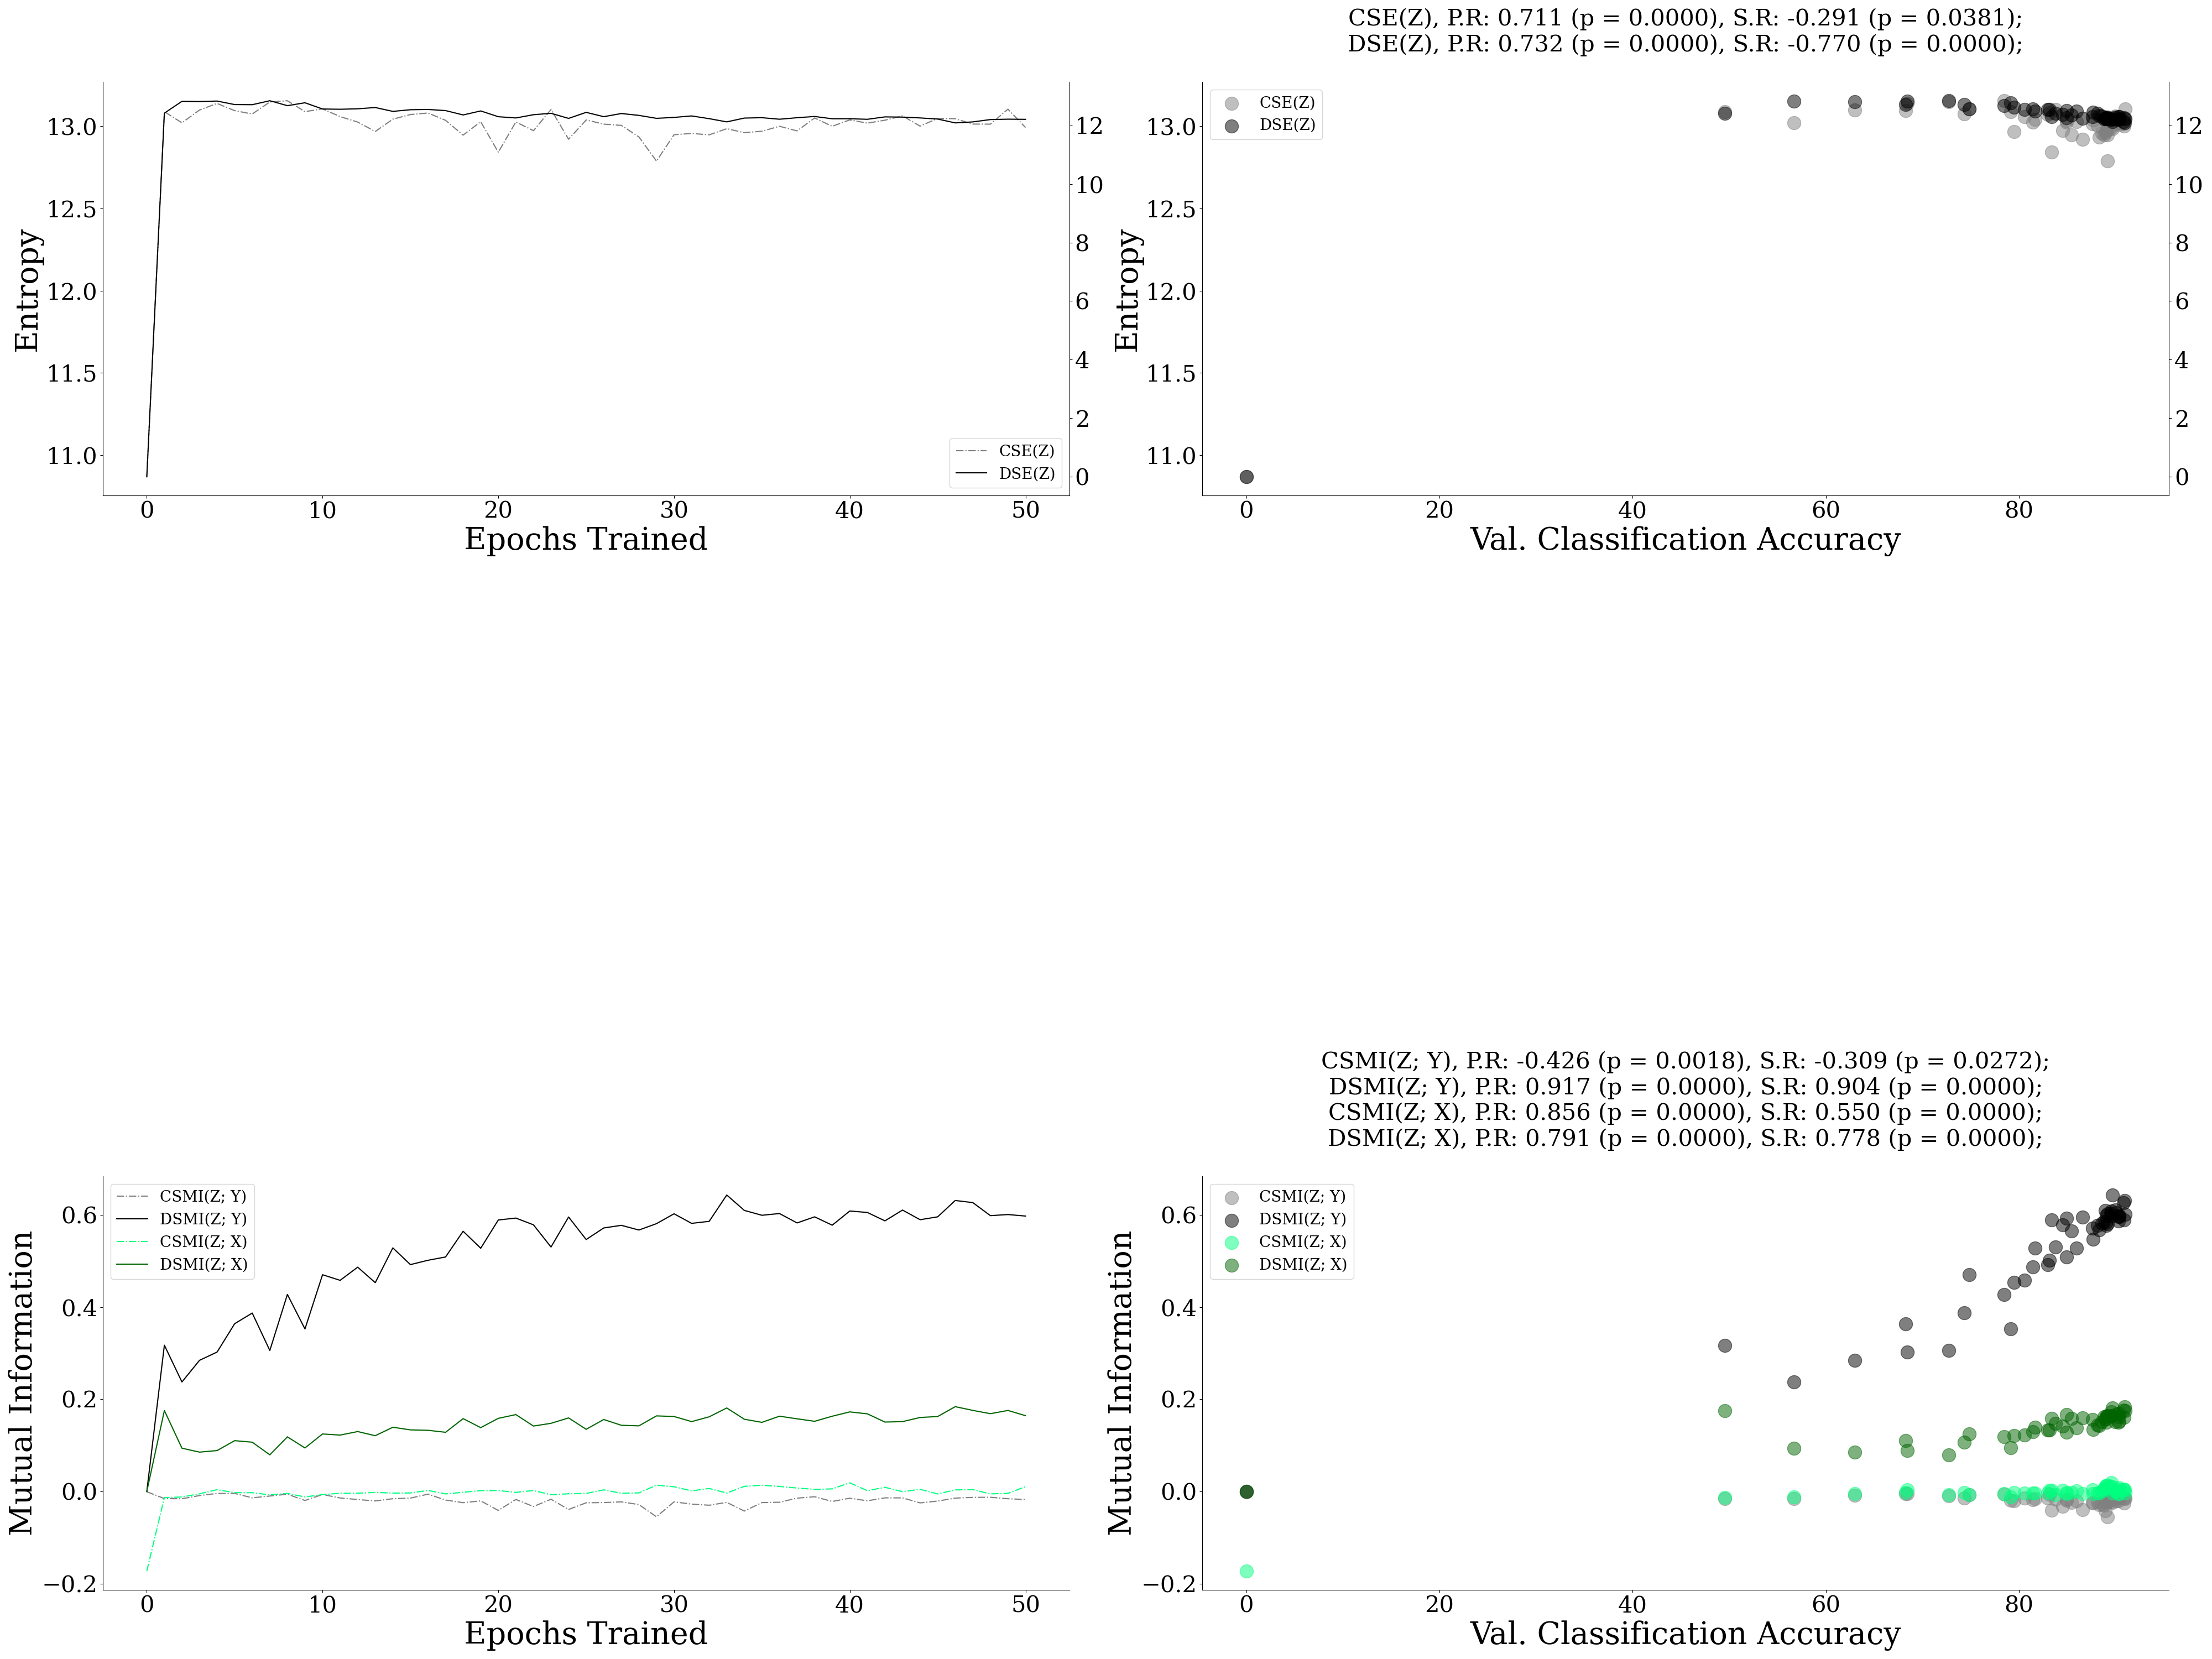 CSE(Z), P.R: 0.711 (p = 0.0000), S.R: -0.291 (p = 0.0381);
DSE(Z), P.R: 0.732 (p = 0.0000), S.R: -0.770 (p = 0.0000);
Entropy
13.0
12.5
12.0
11.5
11.0
12
10
8
6
4
2
0
CSE(Z)
DSE(Z)
0 10 20 30 40 50
Epochs Trained
Entropy
13.0
12.5
12.0
11.5
11.0
CSE(Z)
DSE(Z)
12
10
8
6
4
2
0
0 20 40 60 80
Val. Classification Accuracy
CSMI(Z; Y), P.R: -0.426 (p = 0.0018), S.R: -0.309 (p = 0.0272);
DSMI(Z; Y), P.R: 0.917 (p = 0.0000), S.R: 0.904 (p = 0.0000);
CSMI(Z; X), P.R: 0.856 (p = 0.0000), S.R: 0.550 (p = 0.0000);
DSMI(Z; X), P.R: 0.791 (p = 0.0000), S.R: 0.778 (p = 0.0000);
Mutual Information
0.6
0.4
0.2
0.0
−0.2
CSMI(Z; Y)
DSMI(Z; Y)
CSMI(Z; X)
DSMI(Z; X)
0 10 20 30 40 50
Epochs Trained
Mutual Information
0.6
0.4
0.2
0.0
−0.2
CSMI(Z; Y)
DSMI(Z; Y)
CSMI(Z; X)
DSMI(Z; X)
0 20 40 60 80
Val. Classification Accuracy